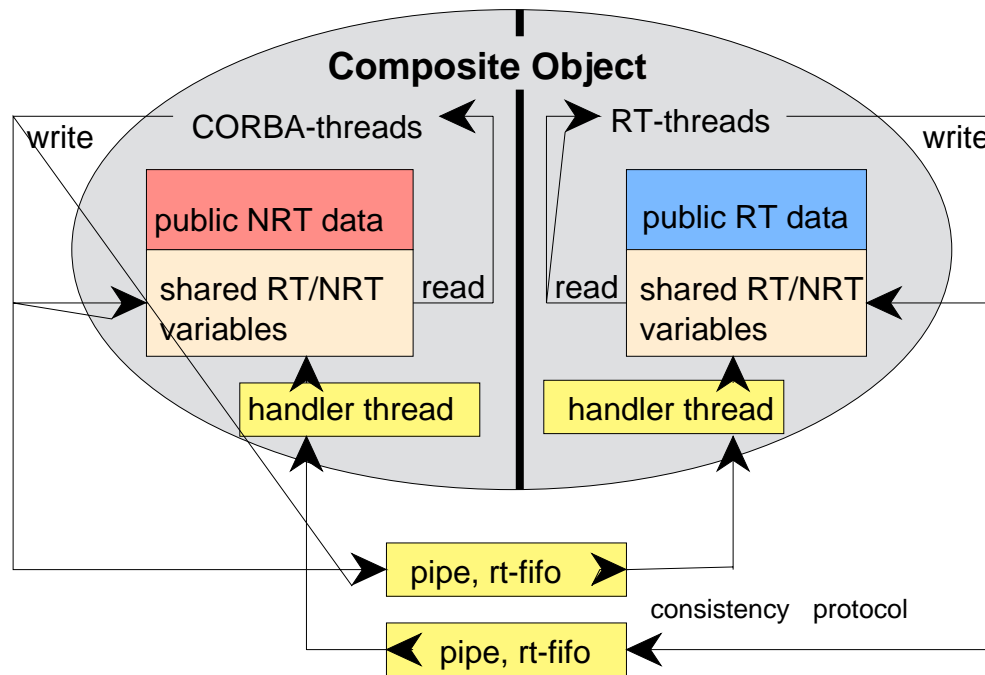 Composite Object
CORBA-threads
RT-threads
write
write
public NRT data
public RT data
shared RT/NRT
variables
read
read
shared RT/NRT
variables
handler thread
handler thread
pipe, rt-fifo
consistency protocol
pipe, rt-fifo